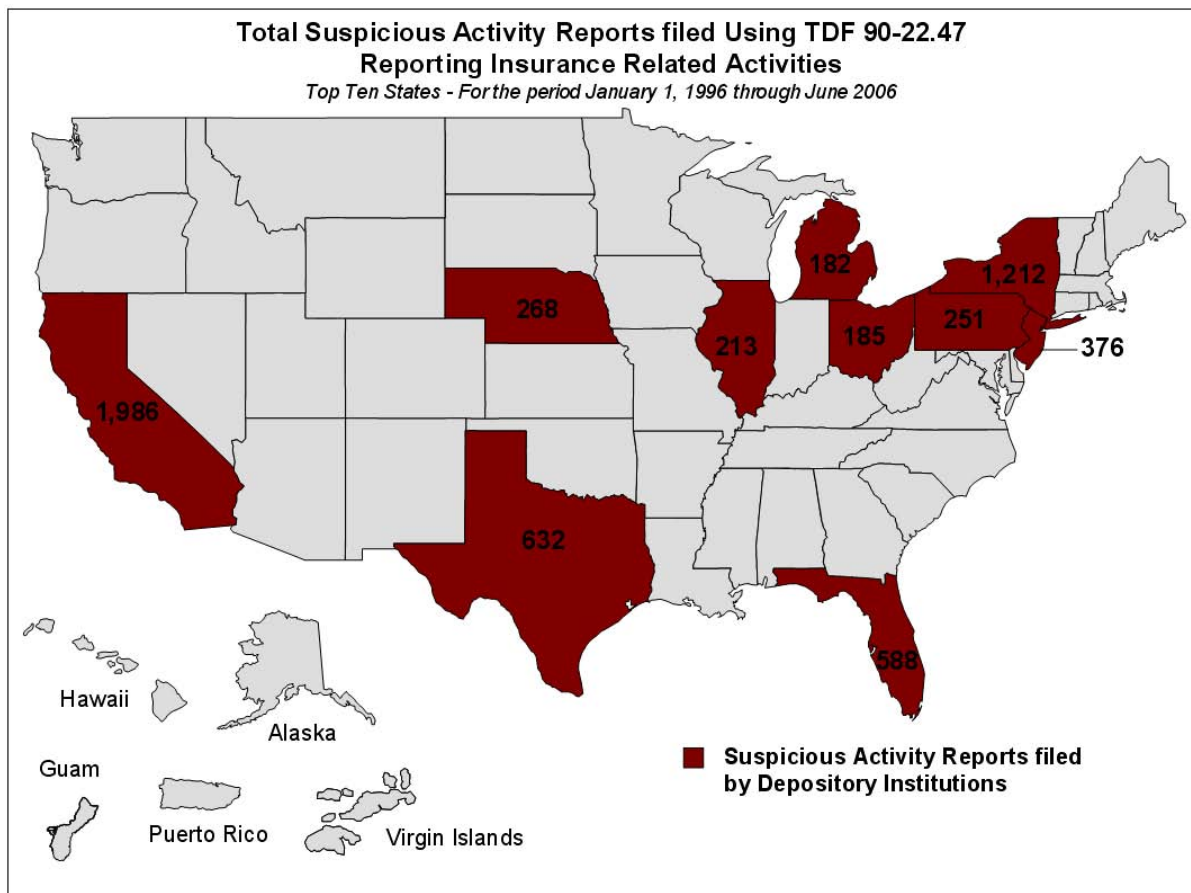 Total Suspicious Activity Reports filed Using TDF 90-22.47
Reporting Insurance Related Activities
Top Ten States - For the period January 1, 1996 through June 2006
182
1,212
268
251
213
185
376
1,986
632
588
Hawaii
Alaska
Guam
Puerto Rico
Virgin Islands
Suspicious Activity Reports filed
by Depository Institutions